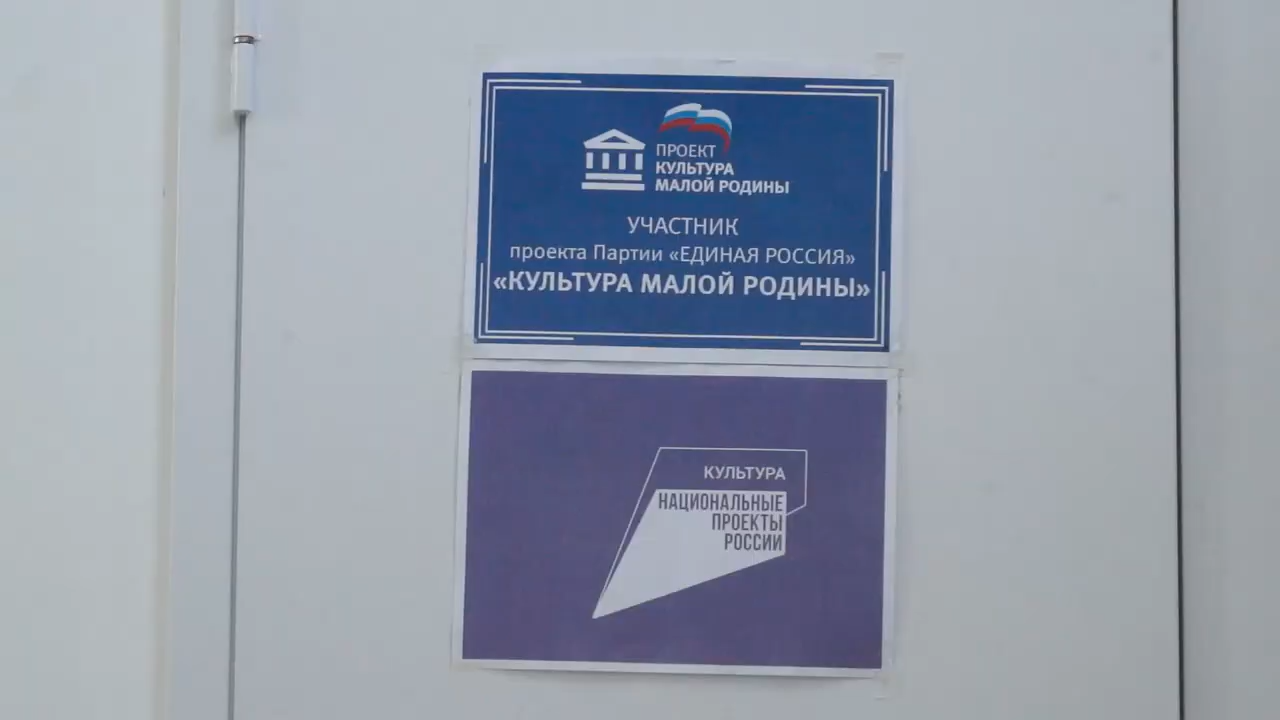 ПРОЕКТ
КУЛЬТУРА
МАЛОЙ РОДИНЫ
УЧАСТНИК
проекта Партии «ЕДИНАЯ РОССИЯ»
«КУЛЬТУРА МАЛОЙ РОДИНЫ»
КУЛЬТУРА
НАЦИОНАЛЬНЫЕ
ПРОЕКТЫ
РОССИИ